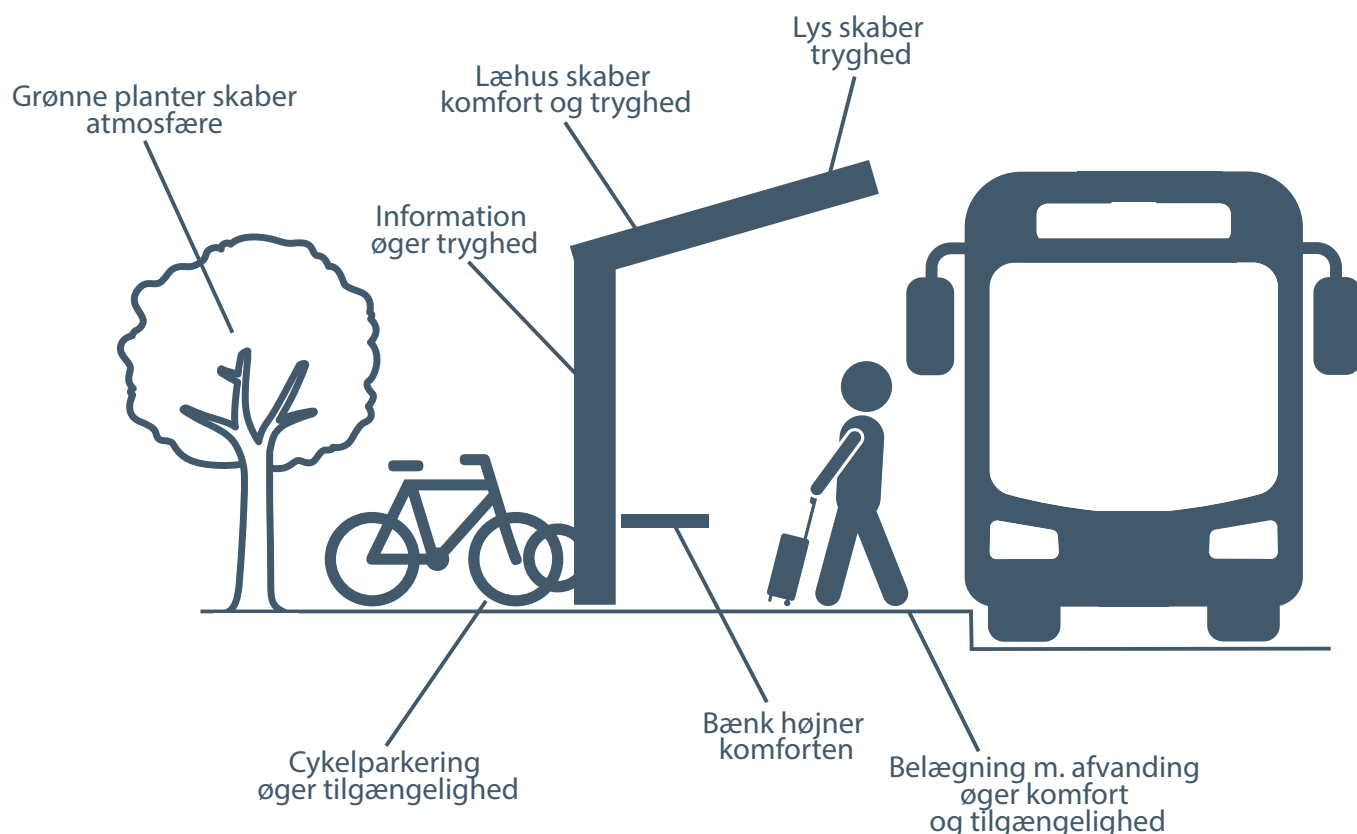 Lys skaber
tryghed
Læhus skaber
komfort og tryghed
Grønne planter skaber
atmosfære
Information
øger tryghed
Bænk højner
komforten
Cykelparkering
øger tilgængelighed
Belægning m. afvanding
øger komfort
og tilgængelighed